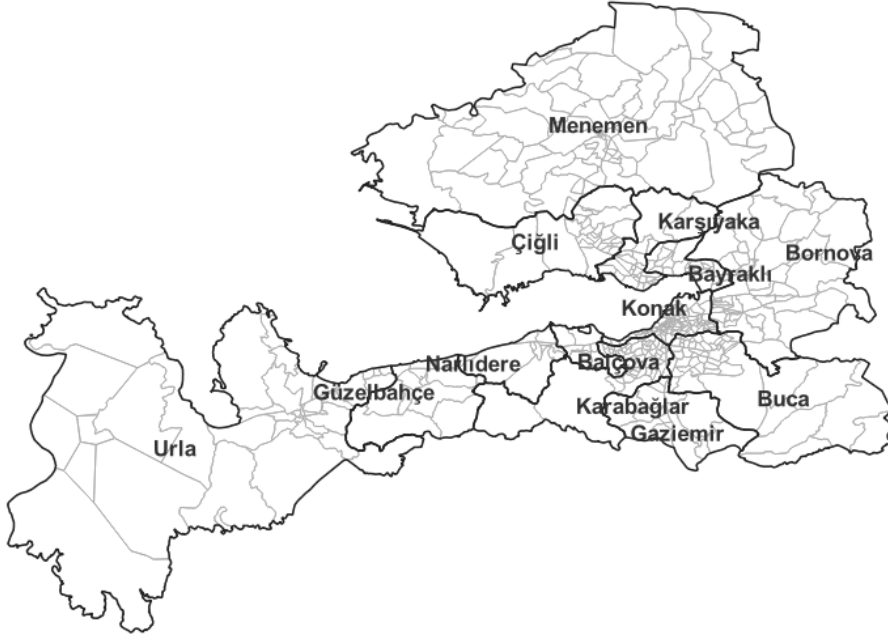 Menemen
Karşıyaka
Çiğli
Bornova
Bayraklı
Konak
Narlıdere
Balçova
Güzelbahçe
Buca
Karabağlar
Gaziemir
Urla